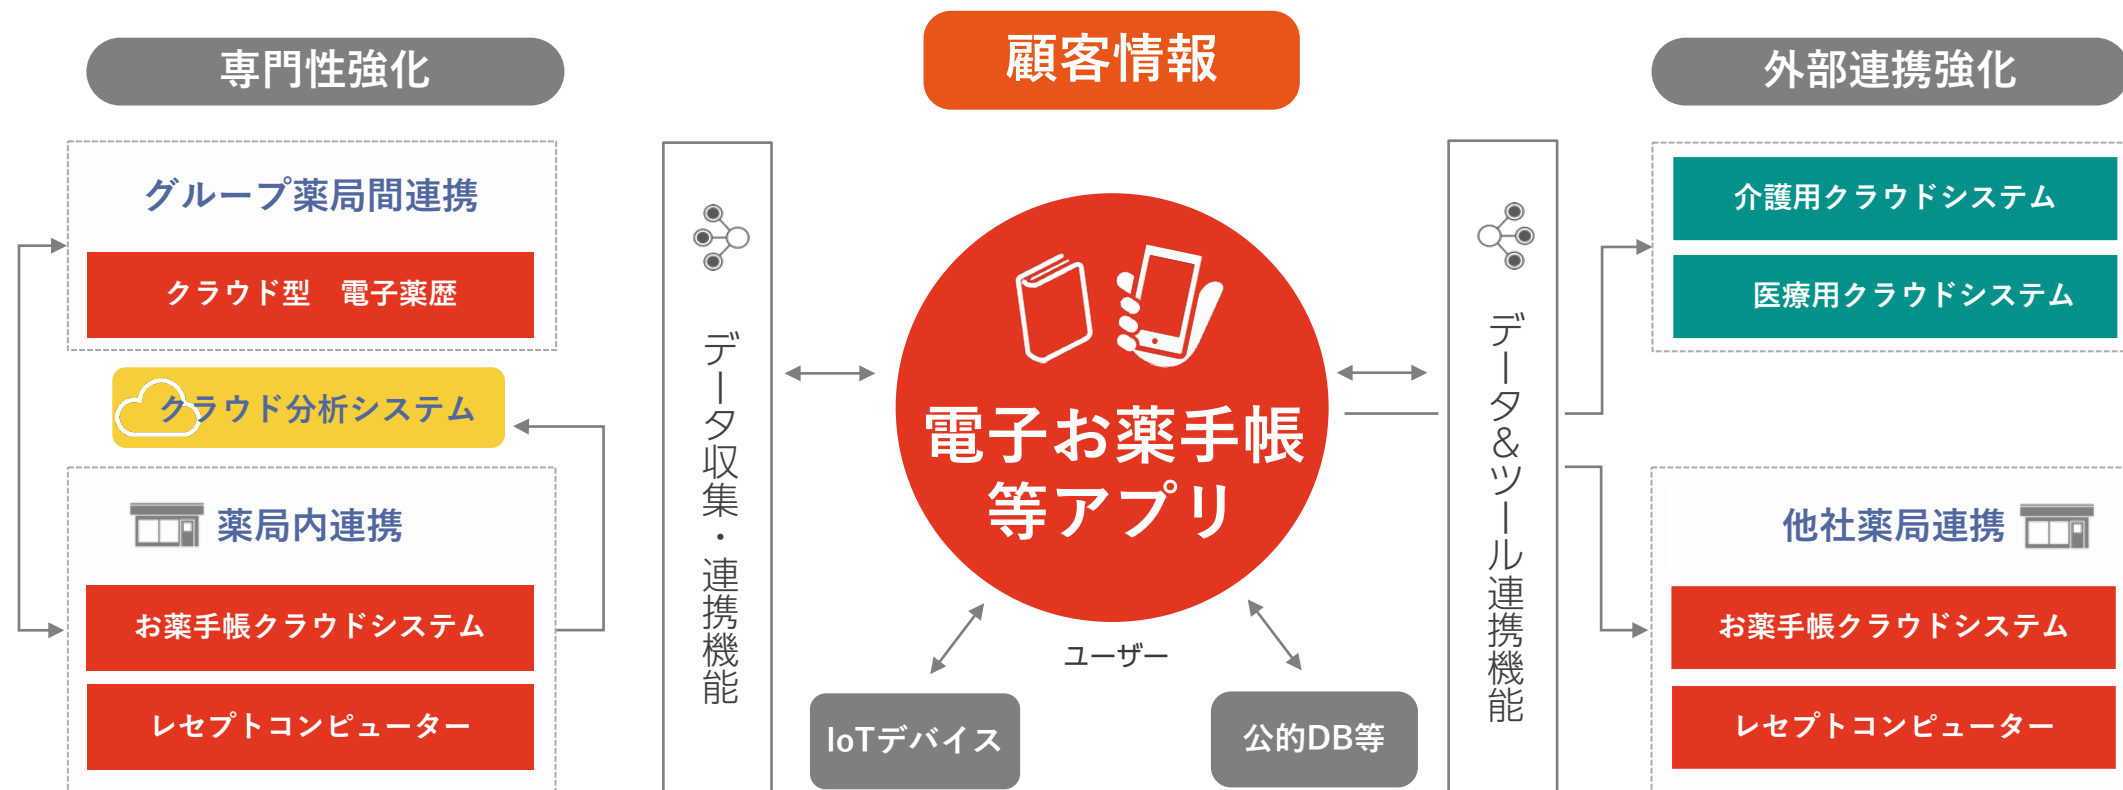 専門性強化
グループ薬局間連携
クラウド型　電子薬歴
クラウド分析システム
薬局内連携
お薬手帳クラウドシステム
レセプトコンピューター
データ収集・連携機能
顧客情報
電子お薬手帳
等アプリ
ユーザー
IoTデバイス
公的DB等
データ&ツール連携機能
外部連携強化
介護用クラウドシステム
医療用クラウドシステム
他社薬局連携
お薬手帳クラウドシステム
レセプトコンピューター